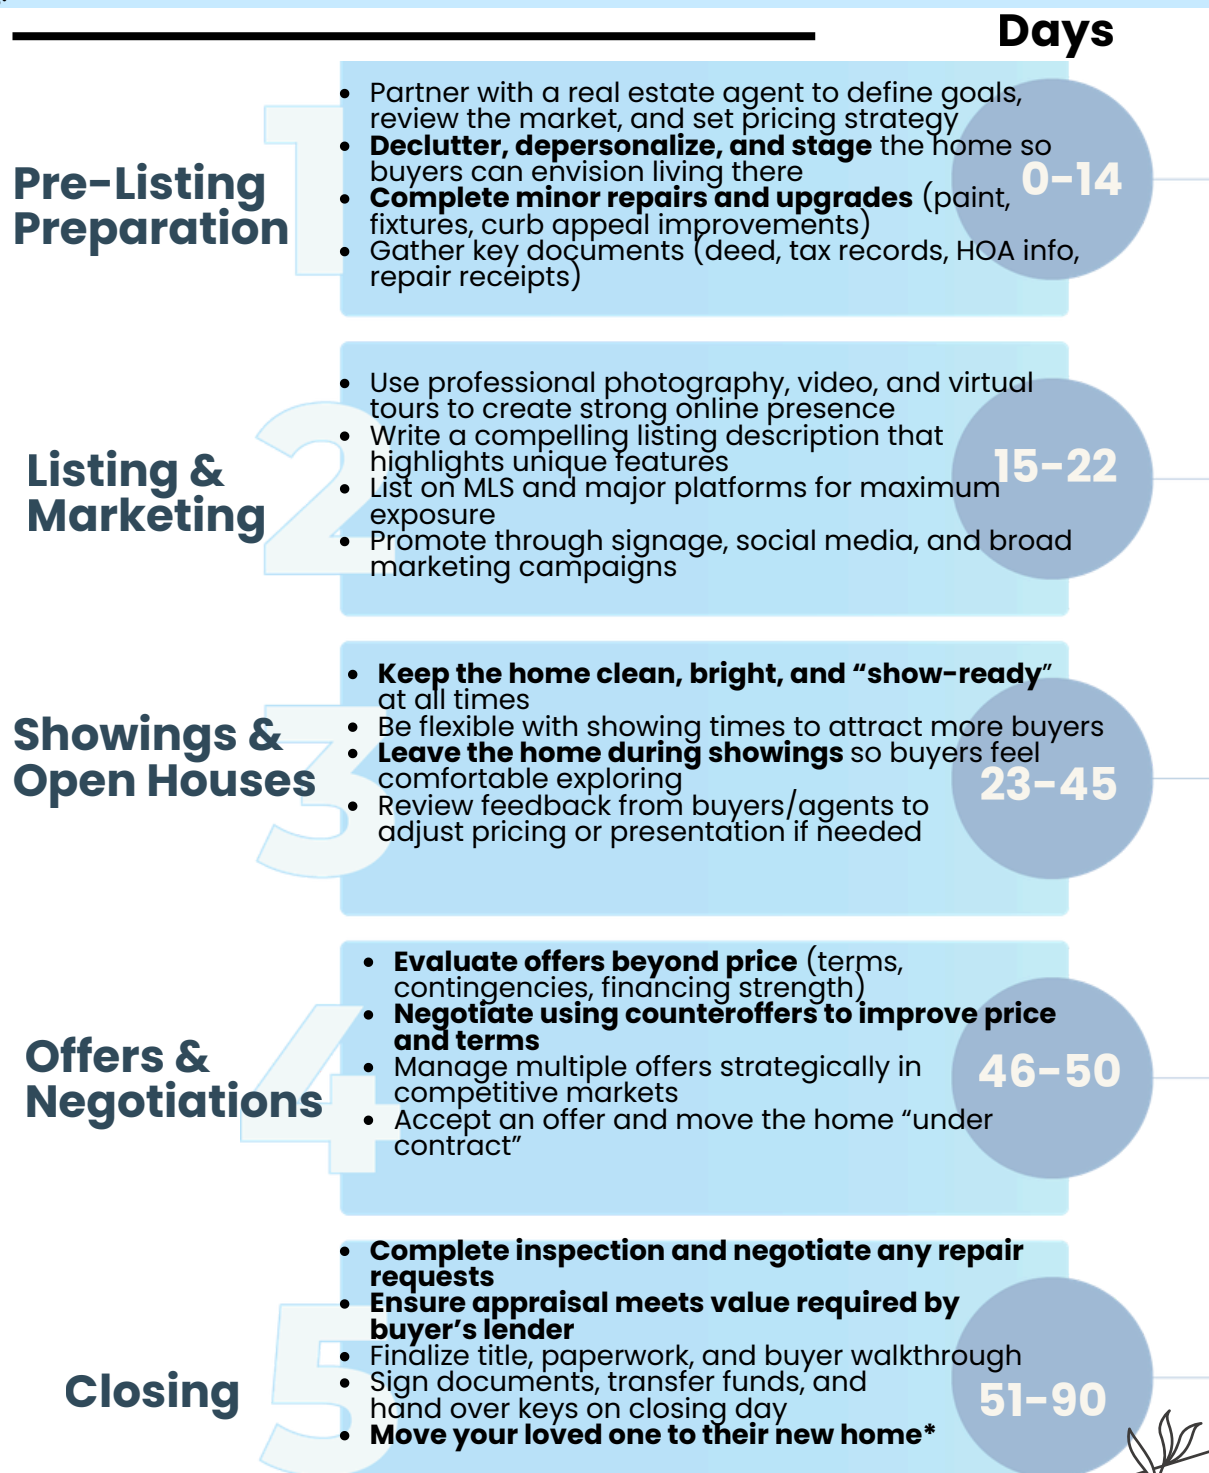 Days
1
Pre-Listing
Preparation
• Partner with a real estate agent to define goals,
review the market, and set pricing strategy
• Declutter, depersonalize, and stage the home so
buyers can envision living there
• Complete minor repairs and upgrades (paint,
fixtures, curb appeal improvements)
• Gather key documents (deed, tax records, HOA info,
repair receipts)
0-14
2
Listing &
Marketing
• Use professional photography, video, and virtual
tours to create strong online presence
• Write a compelling listing description that
highlights unique features
• List on MLS and major platforms for maximum
exposure
• Promote through signage, social media, and broad
marketing campaigns
15-22
3
Showings &
Open Houses
• Keep the home clean, bright, and “show-ready”
at all times
• Be flexible with showing times to attract more buyers
• Leave the home during showings so buyers feel
comfortable exploring
• Review feedback from buyers/agents to
adjust pricing or presentation if needed
23-45
4
Offers &
Negotiations
• Evaluate offers beyond price (terms,
contingencies, financing strength)
• Negotiate using counteroffers to improve price
and terms
• Manage multiple offers strategically in
competitive markets
• Accept an offer and move the home “under
contract”
46-50
5
Closing
• Complete inspection and negotiate any repair
requests
• Ensure appraisal meets value required by
buyer’s lender
• Finalize title, paperwork, and buyer walkthrough
• Sign documents, transfer funds, and
hand over keys on closing day
• Move your loved one to their new home*
51-90